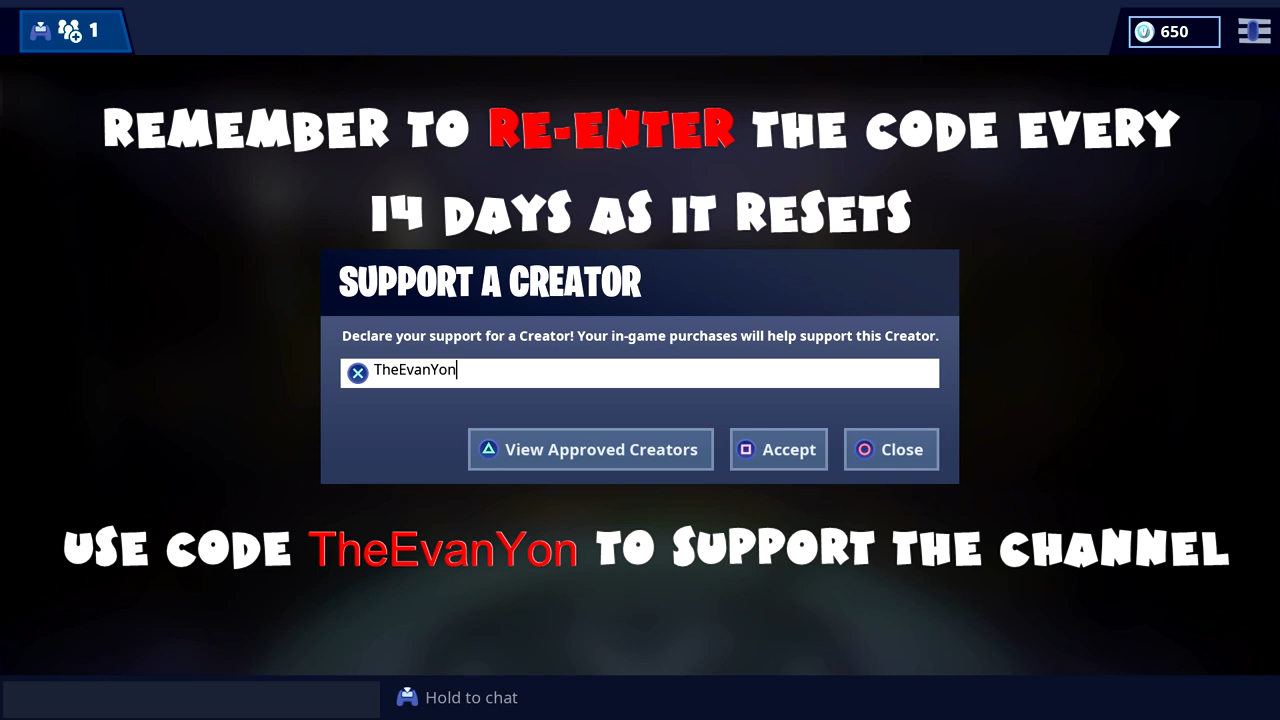 1
650
REMEMBER TO RE-ENTER THE CODE EVERY
14 DAYS AS IT RESETS
SUPPORT A CREATOR
Declare your support for a Creator! Your in-game purchases will help support this Creator.
TheEvanYon
View Approved Creators
Accept
Close
USE CODE TheEvanYon TO SUPPORT THE CHANNEL
Hold to chat